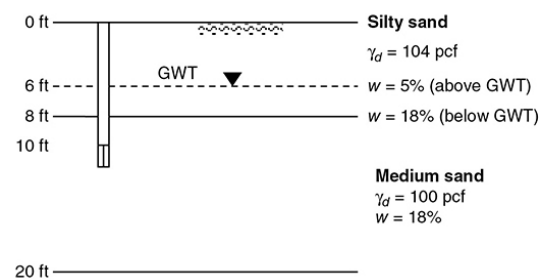 0 ft
Silty sand
γd = 104 pcf
GWT
6 ft
w = 5% (above GWT)
8 ft
w = 18% (below GWT)
10 ft
Medium sand
γd = 100 pcf
w = 18%
20 ft